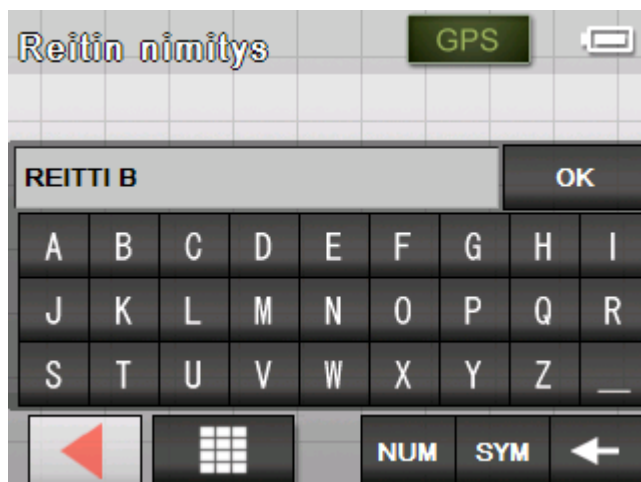 Reitin nimitys GPS
REITTI B OK
A B C D E F G H I
J K L M N O P Q R
S T U V W X Y Z _
NUM SYM